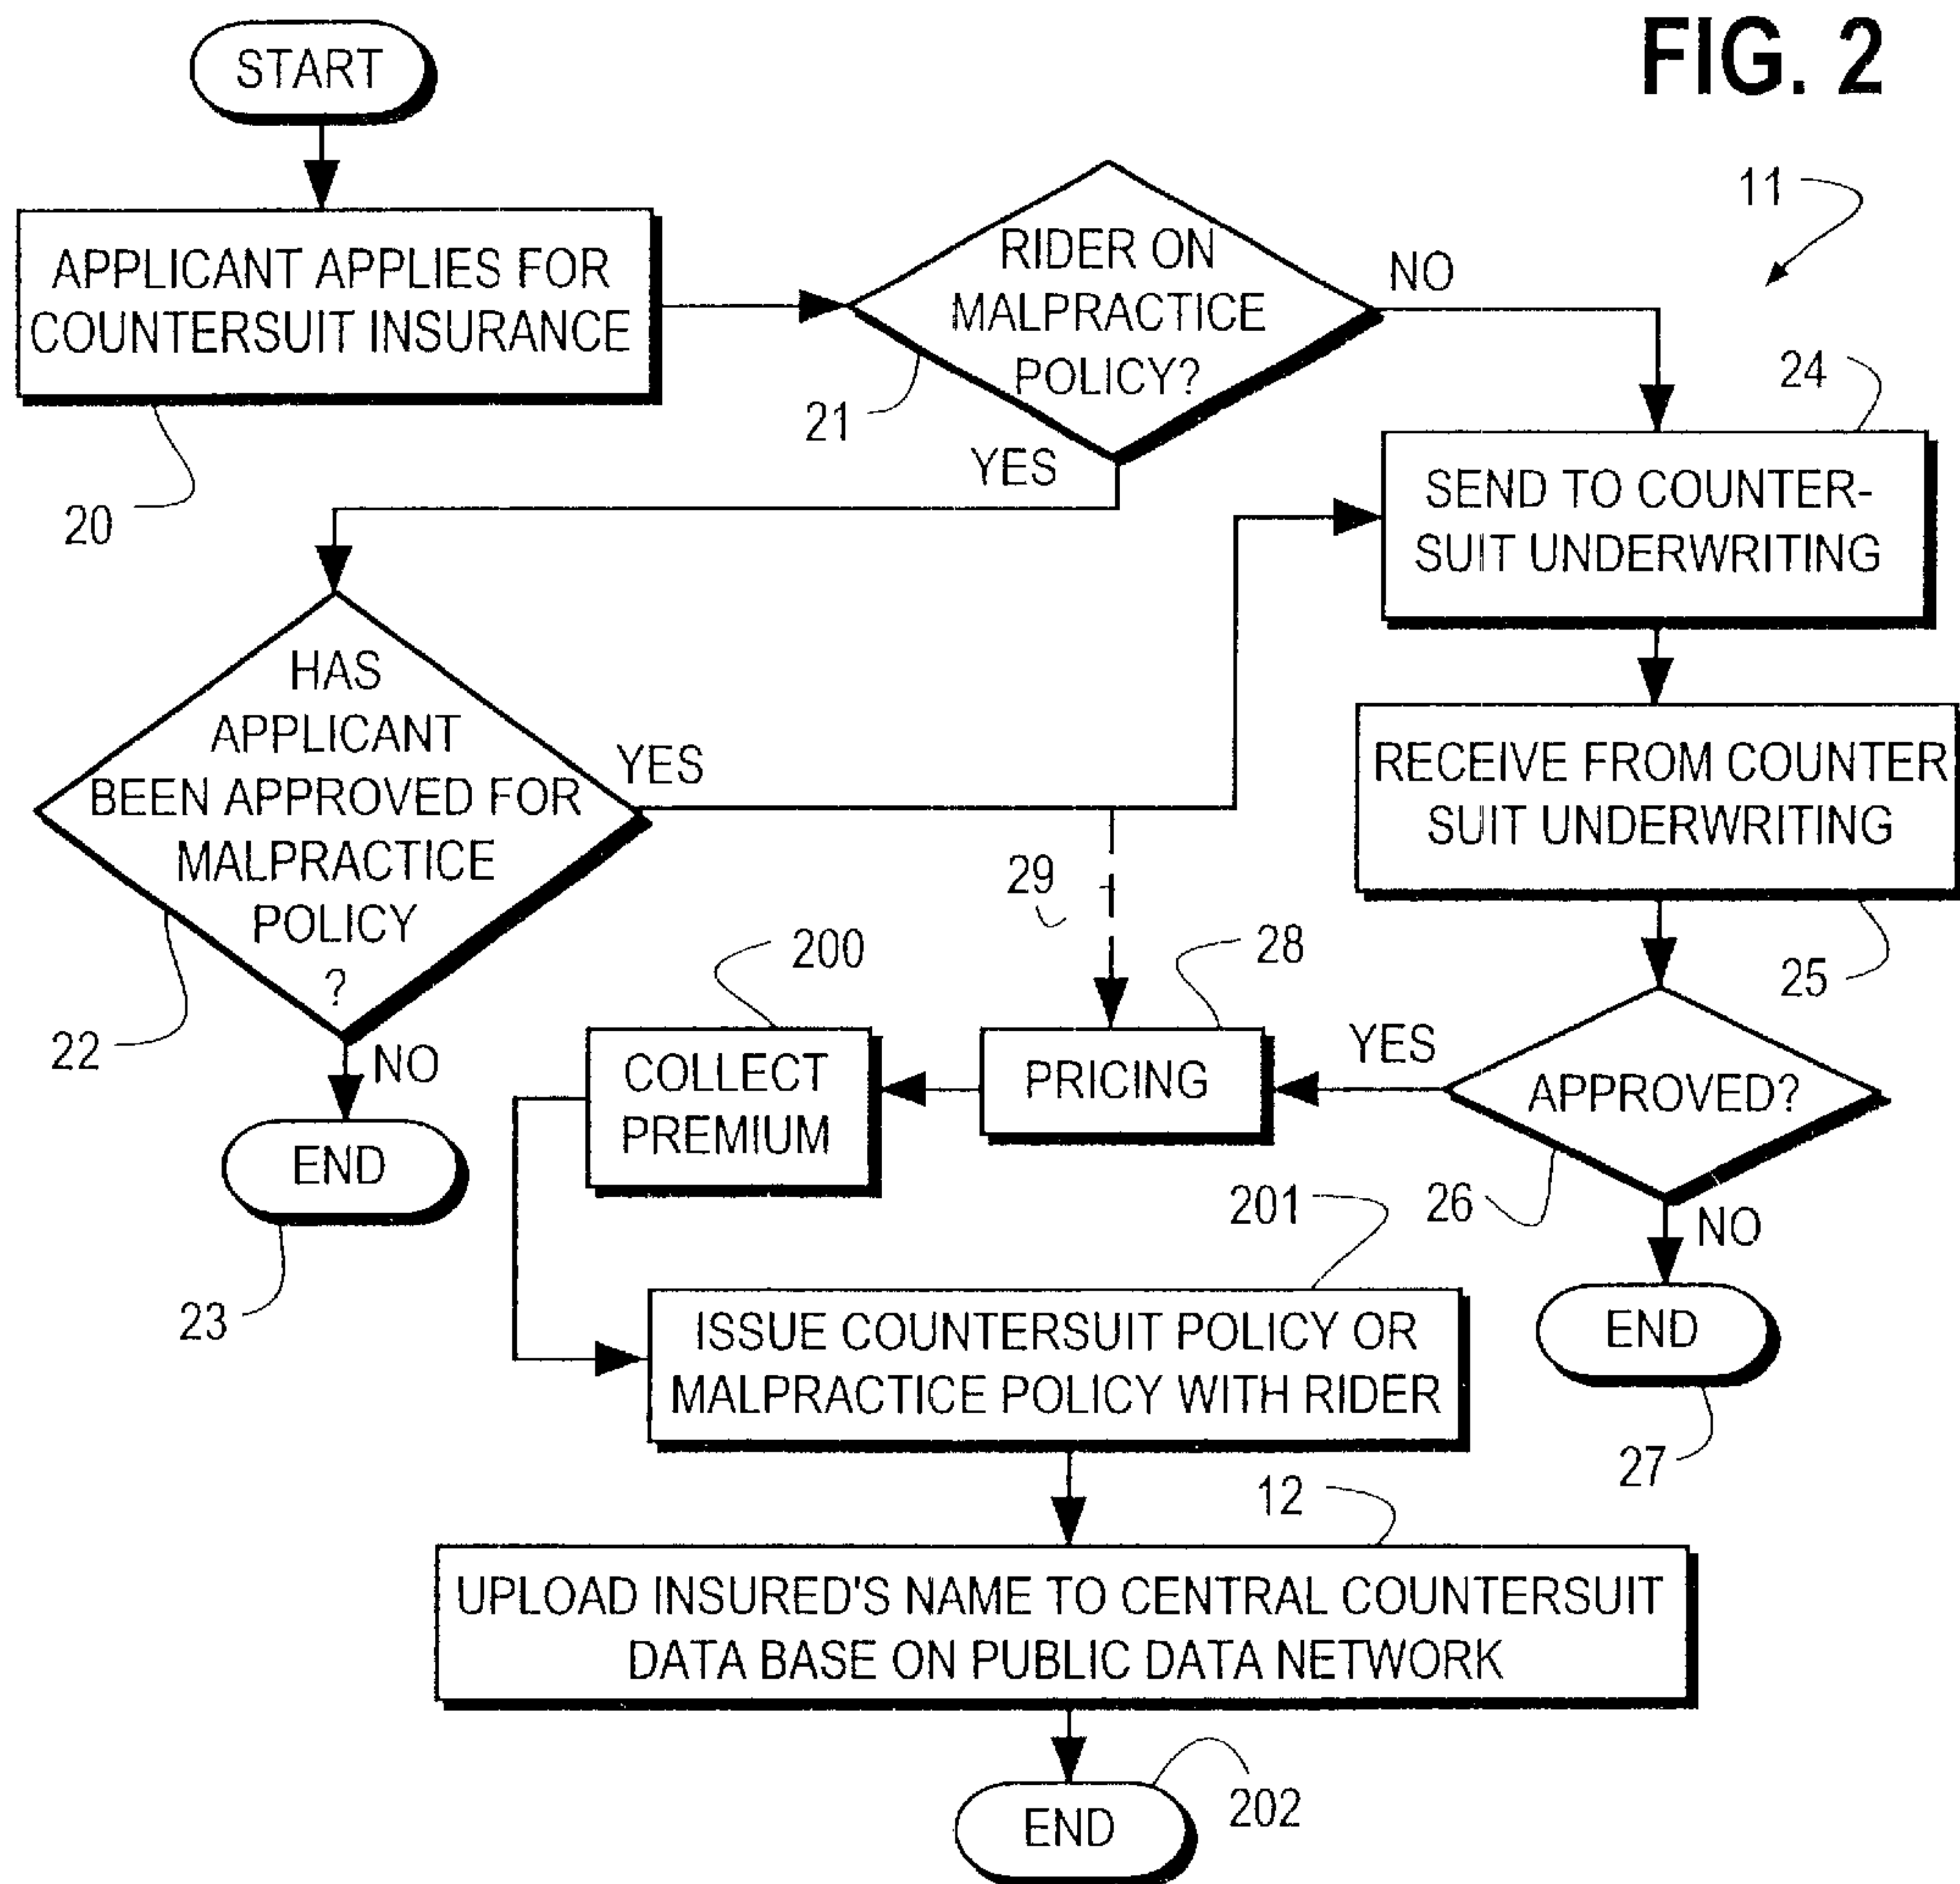 FIG. 2
START
11
APPLICANT APPLIES FOR
COUNTERSUIT INSURANCE
20
RIDER ON
MALPRACTICE
POLICY?
21
NO
YES
24
SEND TO COUNTER-
SUIT UNDERWRITING
HAS
APPLICANT
BEEN APPROVED FOR
MALPRACTICE
POLICY
?
22
YES
NO
END
23
RECEIVE FROM COUNTER
SUIT UNDERWRITING
25
29
28
200
COLLECT
PREMIUM
PRICING
YES
APPROVED?
26
NO
END
27
201
ISSUE COUNTERSUIT POLICY OR
MALPRACTICE POLICY WITH RIDER
12
UPLOAD INSURED'S NAME TO CENTRAL COUNTERSUIT
DATA BASE ON PUBLIC DATA NETWORK
END
202